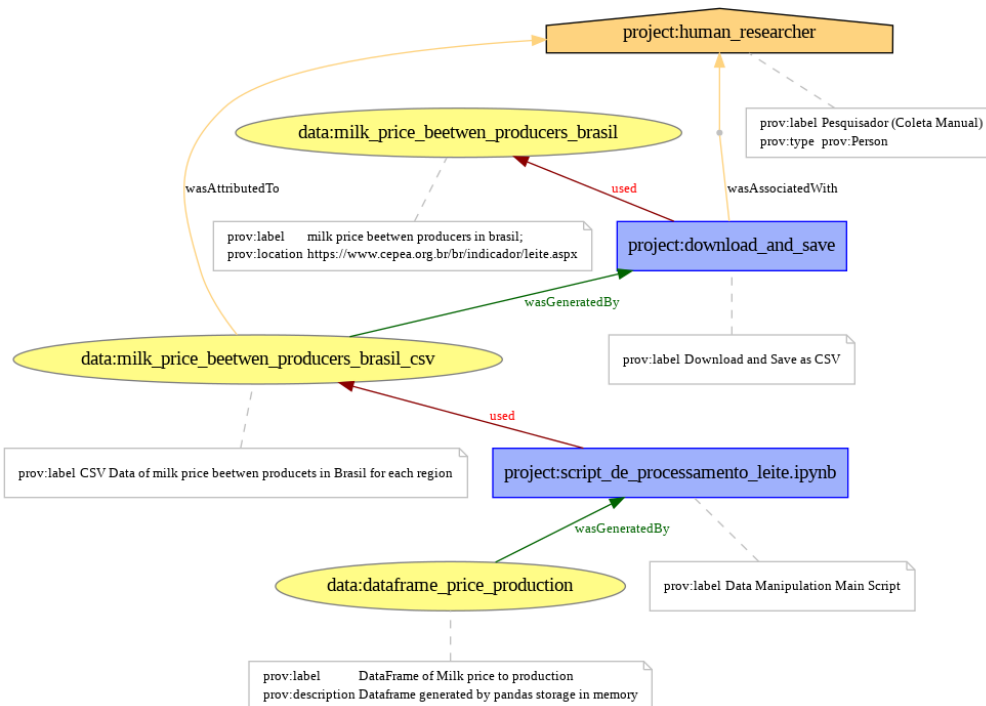 project:human_researcher
prov:label Pesquisador (Coleta Manual)
prov:type prov:Person
data:milk_price_beetwen_producers_brasil
wasAttributedTo
used
wasAssociatedWith
prov:label milk price beetwen producers in brasil;
prov:location https://www.cepea.org.br/br/indicador/leite.aspx
project:download_and_save
wasGeneratedBy
data:milk_price_beetwen_producers_brasil_csv
prov:label Download and Save as CSV
used
prov:label CSV Data of milk price beetwen producets in Brasil for each region
project:script_de_processamento_leite.ipynb
wasGeneratedBy
data:dataframe_price_production
prov:label Data Manipulation Main Script
prov:label DataFrame of Milk price to production
prov:description Dataframe generated by pandas storage in memory